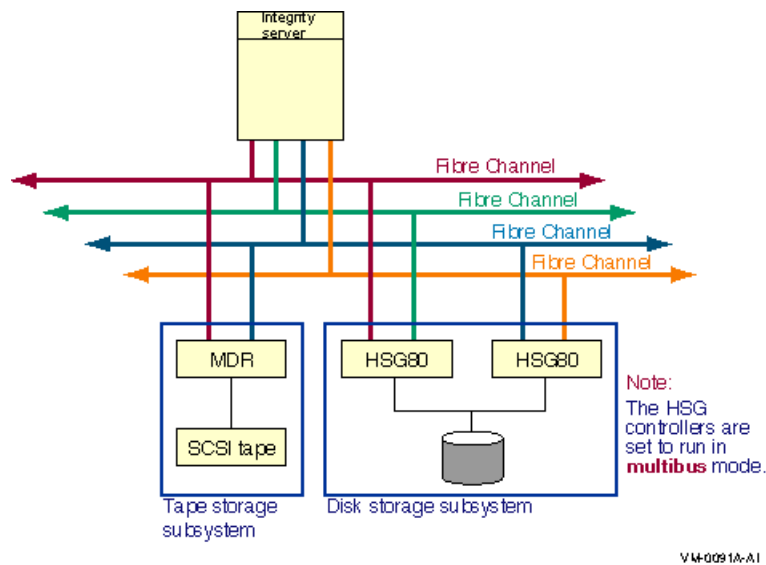 Integrity
server
Fibre Channel
Fibre Channel
Fibre Channel
Fibre Channel
MDR
HSG80
HSG80
SCSI tape
Note:
The HSG
controllers are
set to run in
multibus mode.
Tape storage
subsystem
Disk storage subsystem
VM-0091A-AI